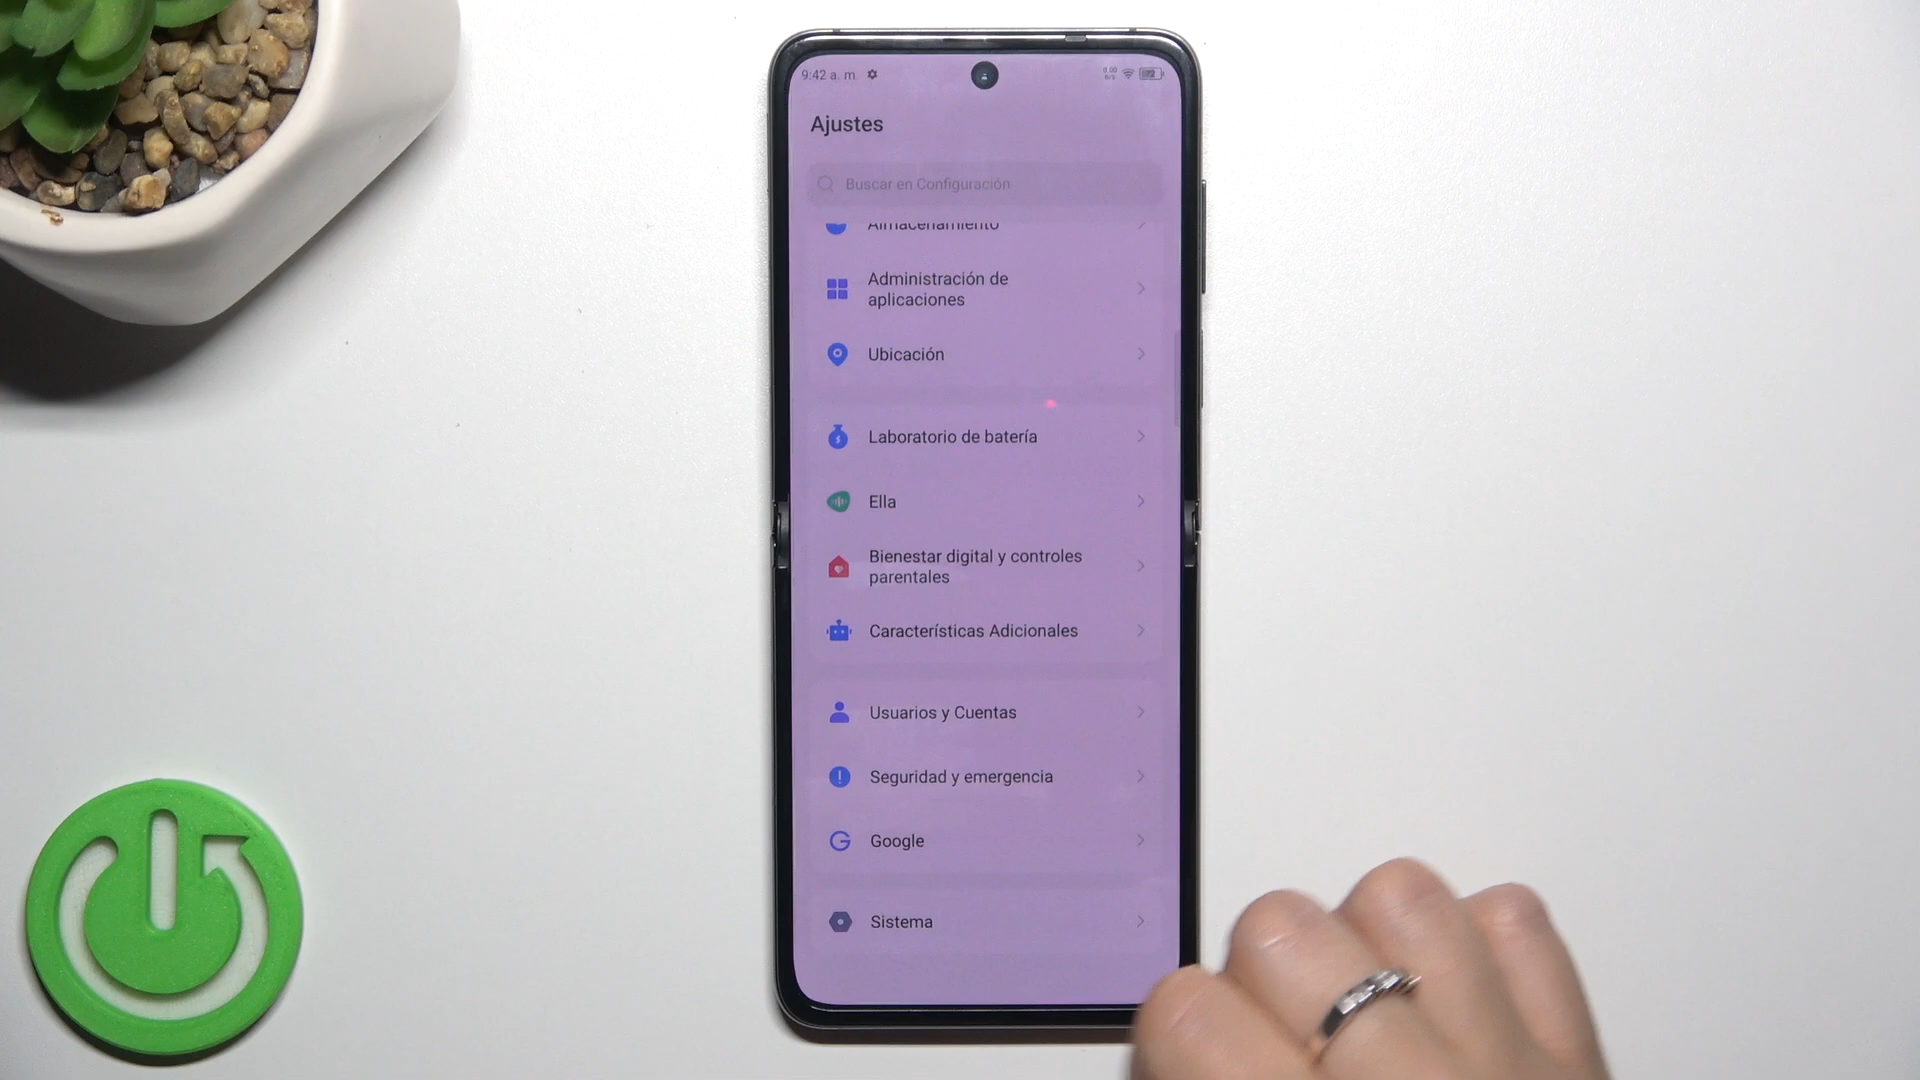 9:42 a. m.
Ajustes
Buscar en Configuración
Almacenamiento
Administración de
aplicaciones
Ubicación
Laboratorio de batería
Ella
Bienestar digital y controles
parentales
Características Adicionales
Usuarios y Cuentas
Seguridad y emergencia
Google
Sistema